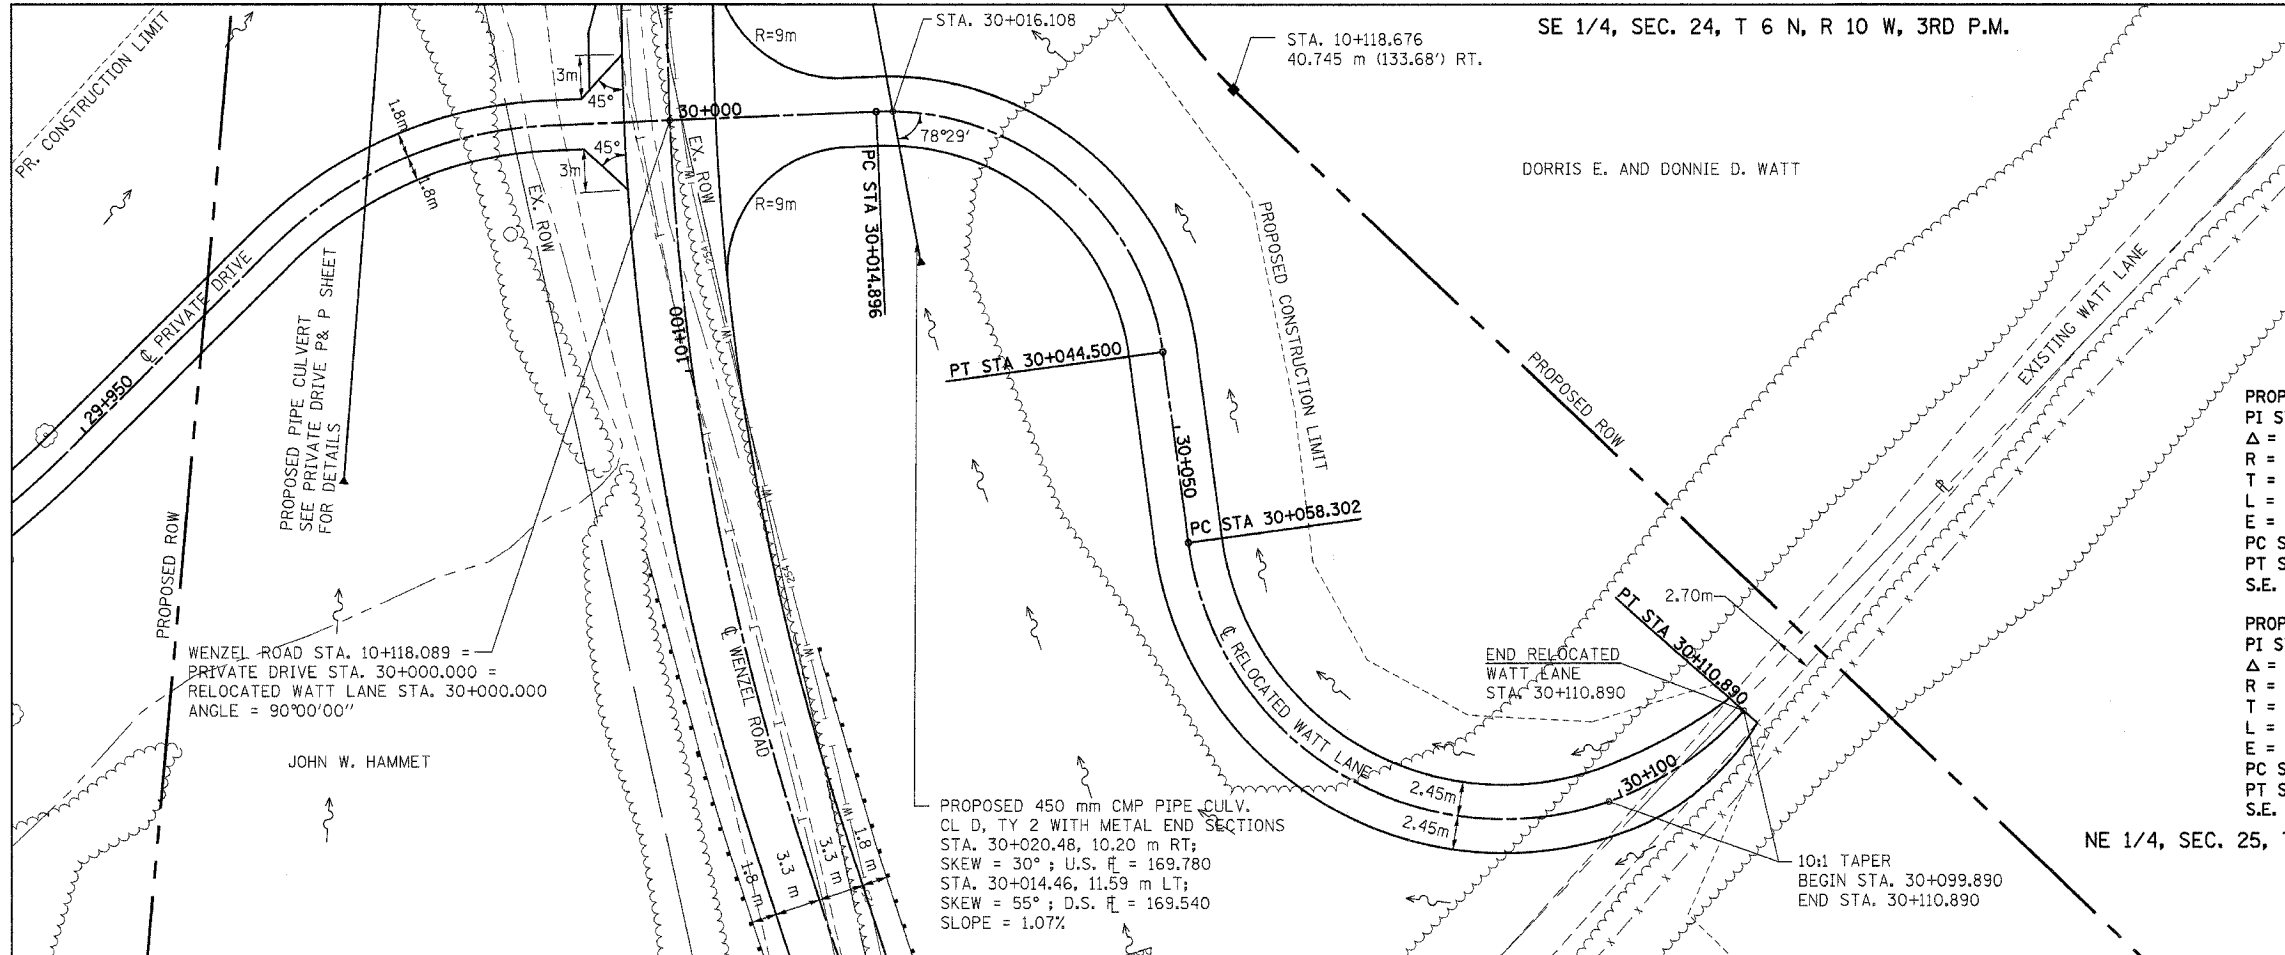 SE 1/4, SEC. 24, T 6 N, R 10 W, 3RD P.M.
STA. 30+016.108
STA. 10+118.676
40.745 m (133.68') RT.
R=9m
PR. CONSTRUCTION LIMIT
3m
45°
1.8m
30+000
78°29'
45°
3m
1.8m
EX. ROW
EX. ROW
R=9m
PC STA 30+014.896
DORRIS E. AND DONNIE D. WATT
PROPOSED CONSTRUCTION LIMIT
℄ PRIVATE DRIVE
29+950
PROPOSED PIPE CULVERT
SEE PRIVATE DRIVE P& P SHEET
FOR DETAILS
10+100
PT STA 30+044.500
EXISTING WATT LANE
PROPOSED ROW
30+050
PC STA 30+058.302
PROPOSED ROW
PROP
PI S
Δ =
R =
T =
L =
E =
PC S
PT S
S.E.
2.70m
PT STA 30+110.890
WENZEL ROAD STA. 10+118.089 =
PRIVATE DRIVE STA. 30+000.000 =
RELOCATED WATT LANE STA. 30+000.000
ANGLE = 90°00'00"
℄ WENZEL ROAD
℄ RELOCATED WATT LANE
END RELOCATED
WATT LANE
STA. 30+110.890
PROP
PI S
Δ =
R =
T =
L =
E =
PC S
PT S
S.E.
JOHN W. HAMMET
30+100
2.45m
2.45m
PROPOSED 450 mm CMP PIPE CULV.
CL D, TY 2 WITH METAL END SECTIONS
STA. 30+020.48, 10.20 m RT;
SKEW = 30° ; U.S. F̵L = 169.780
STA. 30+014.46, 11.59 m LT;
SKEW = 55° ; D.S. F̵L = 169.540
SLOPE = 1.07%
1.8 m
3.3 m
3.3 m
1.8 m
10:1 TAPER
BEGIN STA. 30+099.890
END STA. 30+110.890
NE 1/4, SEC. 25,